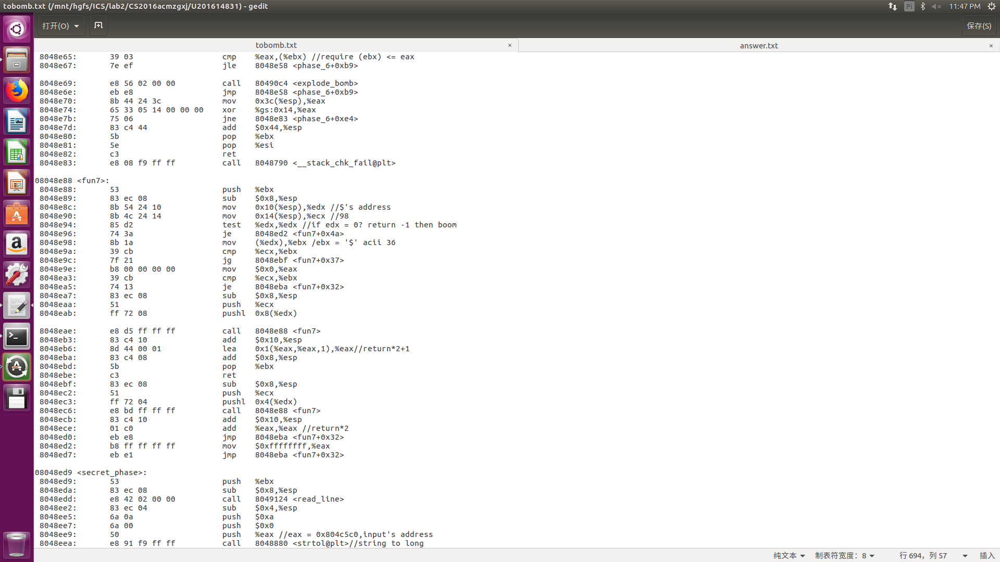 tobomb.txt (/mnt/hgfs/ICS/lab2/CS2016acmzgxj/U201614831) - gedit
Pi
11:47 PM
打开(O)
保存(S)
tobomb.txt ×
answer.txt ×
8048e65: 39 03 cmp %eax,(%ebx) //require (ebx) <= eax
8048e67: 7e ef jle 8048e58 <phase_6+0xb9>
8048e69: e8 56 02 00 00 call 80490c4 <explode_bomb>
8048e6e: eb e8 jmp 8048e58 <phase_6+0xb9>
8048e70: 8b 44 24 3c mov 0x3c(%esp),%eax
8048e74: 65 33 05 14 00 00 00 xor %gs:0x14,%eax
8048e7b: 75 06 jne 8048e83 <phase_6+0xe4>
8048e7d: 83 c4 44 add $0x44,%esp
8048e80: 5b pop %ebx
8048e81: 5e pop %esi
8048e82: c3 ret
8048e83: e8 08 f9 ff ff call 8048790 <__stack_chk_fail@plt>
08048e88 <fun7>:
8048e88: 53 push %ebx
8048e89: 83 ec 08 sub $0x8,%esp
8048e8c: 8b 54 24 10 mov 0x10(%esp),%edx //$'s address
8048e90: 8b 4c 24 14 mov 0x14(%esp),%ecx //98
8048e94: 85 d2 test %edx,%edx //if edx = 0? return -1 then boom
8048e96: 74 3a je 8048ed2 <fun7+0x4a>
8048e98: 8b 1a mov (%edx),%ebx /ebx = '$' acii 36
8048e9a: 39 cb cmp %ecx,%ebx
8048e9c: 7f 21 jg 8048ebf <fun7+0x37>
8048e9e: b8 00 00 00 00 mov $0x0,%eax
8048ea3: 39 cb cmp %ecx,%ebx
8048ea5: 74 13 je 8048eba <fun7+0x32>
8048ea7: 83 ec 08 sub $0x8,%esp
8048eaa: 51 push %ecx
8048eab: ff 72 08 pushl 0x8(%edx)
8048eae: e8 d5 ff ff ff call 8048e88 <fun7>
8048eb3: 83 c4 10 add $0x10,%esp
8048eb6: 8d 44 00 01 lea 0x1(%eax,%eax,1),%eax//return*2+1
8048eba: 83 c4 08 add $0x8,%esp
8048ebd: 5b pop %ebx
8048ebe: c3 ret
8048ebf: 83 ec 08 sub $0x8,%esp
8048ec2: 51 push %ecx
8048ec3: ff 72 04 pushl 0x4(%edx)
8048ec6: e8 bd ff ff ff call 8048e88 <fun7>
8048ecb: 83 c4 10 add $0x10,%esp
8048ece: 01 c0 add %eax,%eax //return*2
8048ed0: eb e8 jmp 8048eba <fun7+0x32>
8048ed2: b8 ff ff ff ff mov $0xffffffff,%eax
8048ed7: eb e1 jmp 8048eba <fun7+0x32>
08048ed9 <secret_phase>:
8048ed9: 53 push %ebx
8048eda: 83 ec 08 sub $0x8,%esp
8048edd: e8 42 02 00 00 call 8049124 <read_line>
8048ee2: 83 ec 04 sub $0x4,%esp
8048ee5: 6a 0a push $0xa
8048ee7: 6a 00 push $0x0
8048ee9: 50 push %eax //eax = 0x804c5c0,input's address
8048eea: e8 91 f9 ff ff call 8048880 <strtol@plt>//string to long
纯文本 制表符宽度: 8 行 694, 列 57 插入